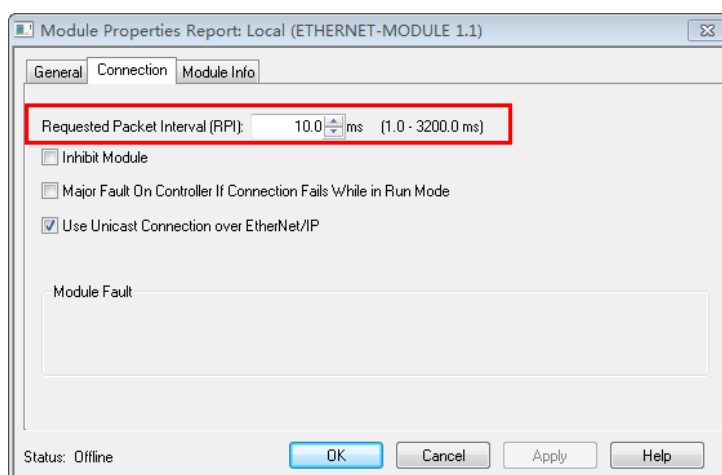 Module Properties Report: Local (ETHERNET-MODULE 1.1)
General Connection Module Info
Requested Packet Interval (RPI): 10.0 ms (1.0 - 3200.0 ms)
Inhibit Module
Major Fault On Controller If Connection Fails While in Run Mode
Use Unicast Connection over EtherNet/IP
Module Fault
Status: Offline OK Cancel Apply Help